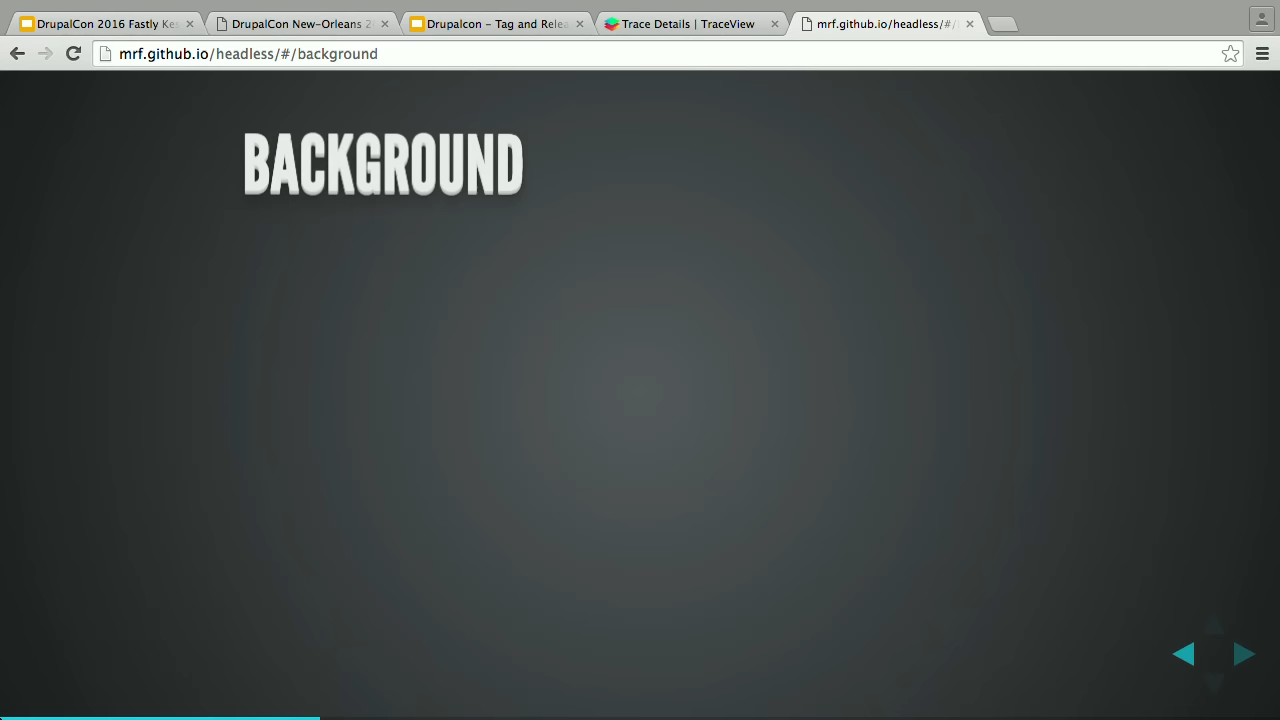 DrupalCon 2016 Fastly Ke
DrupalCon New-Orleans 2
Drupalcon - Tag and Relea
Trace Details | TraceView
mrf.github.io/headless/#/
mrf.github.io/headless/#/background
BACKGROUND